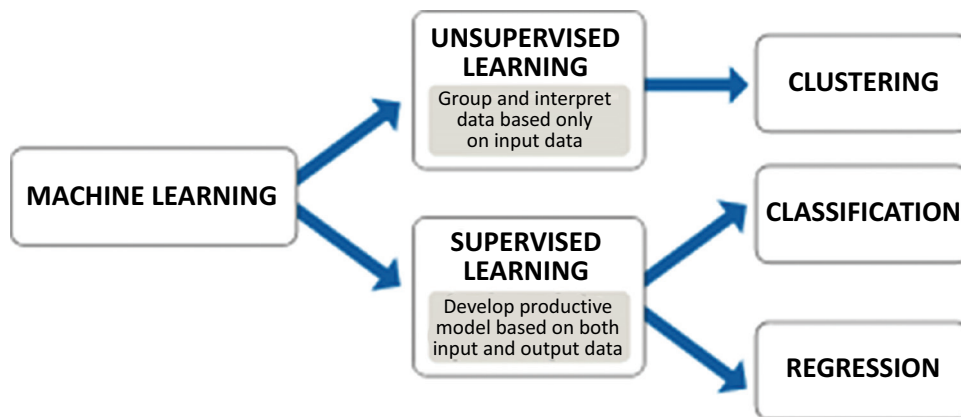 MACHINE LEARNING
UNSUPERVISED
LEARNING
Group and interpret
data based only
on input data
CLUSTERING
SUPERVISED
LEARNING
Develop productive
model based on both
input and output data
CLASSIFICATION
REGRESSION